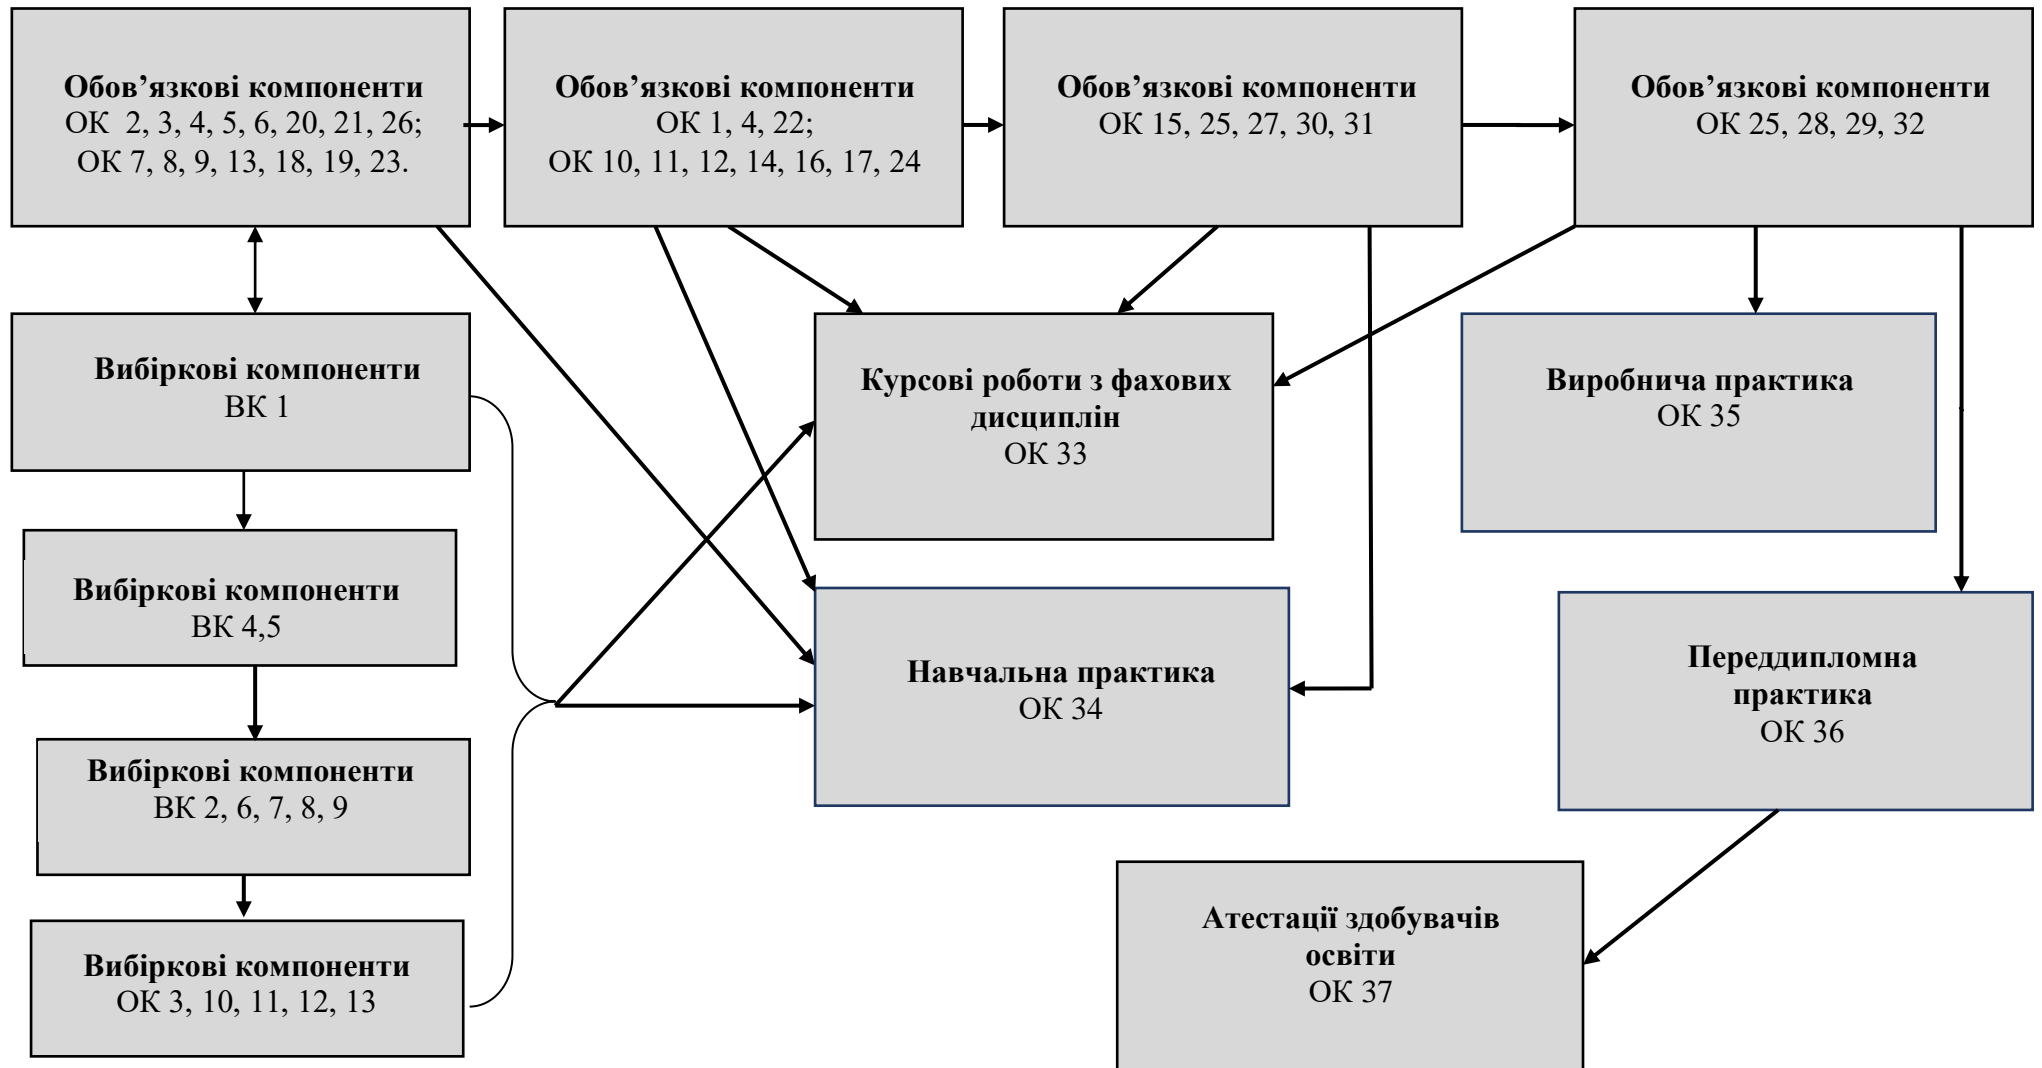 Обов’язкові компоненти
ОК 2, 3, 4, 5, 6, 20, 21, 26;
ОК 7, 8, 9, 13, 18, 19, 23.
Обов’язкові компоненти
ОК 1, 4, 22;
ОК 10, 11, 12, 14, 16, 17, 24
Обов’язкові компоненти
ОК 15, 25, 27, 30, 31
Обов’язкові компоненти
ОК 25, 28, 29, 32
Вибіркові компоненти
ВК 1
Курсові роботи з фахових
дисциплін
ОК 33
Виробнича практика
ОК 35
Вибіркові компоненти
ВК 4,5
Навчальна практика
ОК 34
Переддипломна
практика
ОК 36
Вибіркові компоненти
ВК 2, 6, 7, 8, 9
Вибіркові компоненти
ОК 3, 10, 11, 12, 13
Атестації здобувачів
освіти
ОК 37